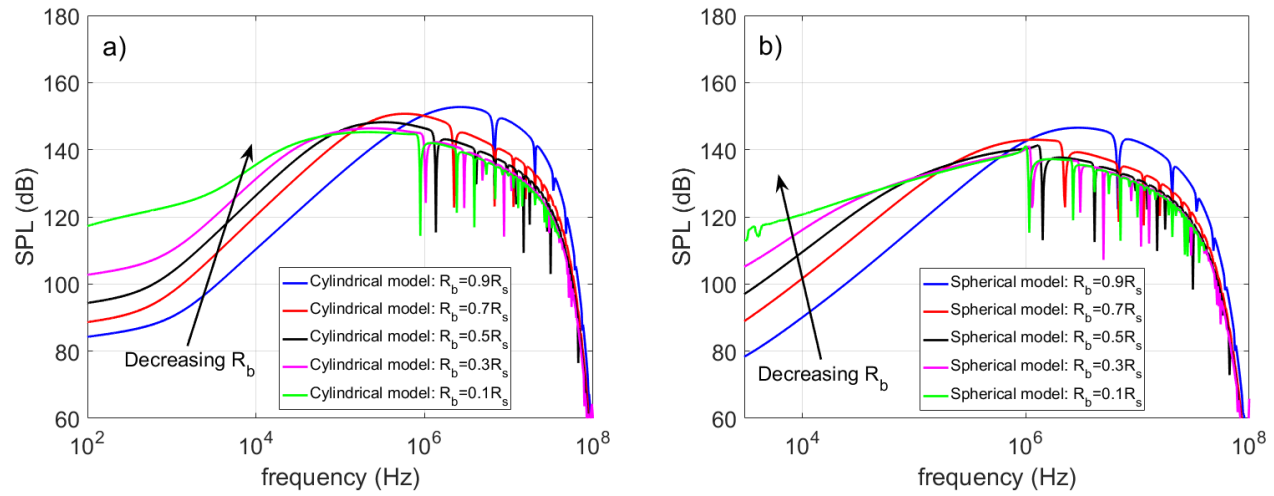 a)
180
160
140
120
100
80
60
SPL (dB)
10^2
10^4
10^6
10^8
frequency (Hz)
Decreasing R_b
Cylindrical model: R_b=0.9R_s
Cylindrical model: R_b=0.7R_s
Cylindrical model: R_b=0.5R_s
Cylindrical model: R_b=0.3R_s
Cylindrical model: R_b=0.1R_s
b)
180
160
140
120
100
80
60
SPL (dB)
10^4
10^6
10^8
frequency (Hz)
Decreasing R_b
Spherical model: R_b=0.9R_s
Spherical model: R_b=0.7R_s
Spherical model: R_b=0.5R_s
Spherical model: R_b=0.3R_s
Spherical model: R_b=0.1R_s